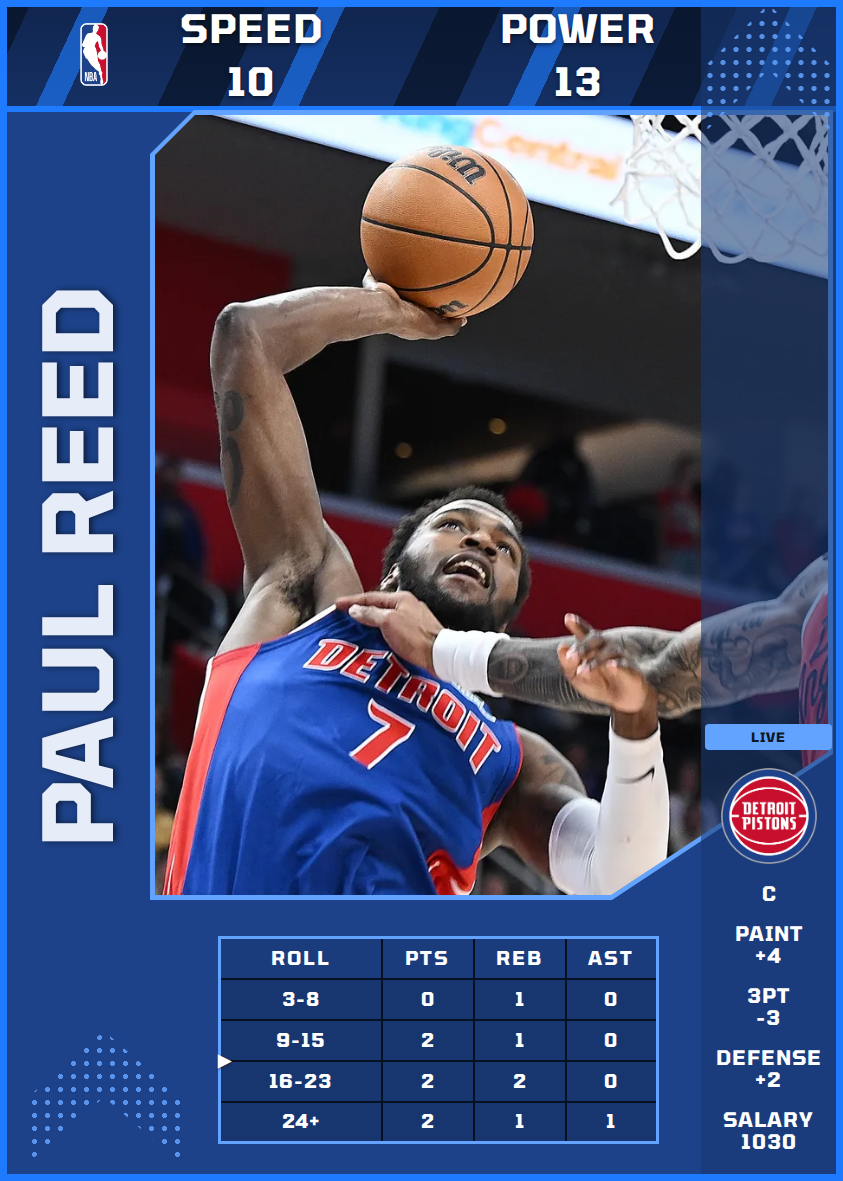 NBA
SPEED
10
POWER
13
PAUL REED
Central
DETROIT
7
LIVE
DETROIT
PISTONS
C
PAINT
+4
3PT
-3
DEFENSE
+2
SALARY
1030
ROLL PTS REB AST
3-8 0 1 0
9-15 2 1 0
16-23 2 2 0
24+ 2 1 1